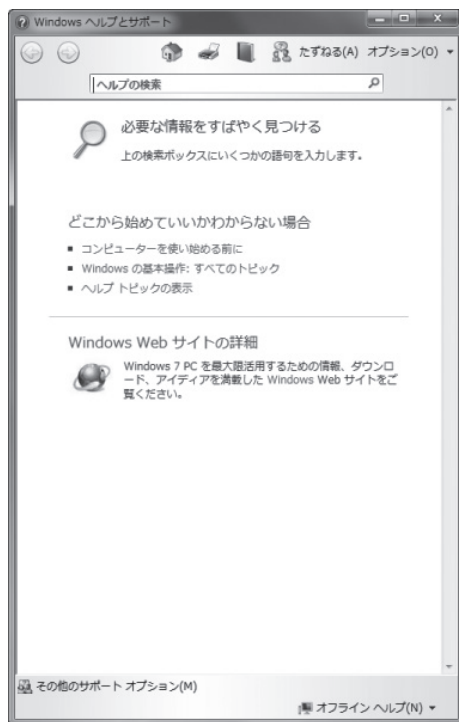 Windows ヘルプとサポート
たずねる(A) オプション(O)
ヘルプの検索
必要な情報をすばやく見つける
上の検索ボックスにいくつかの語句を入力します。
どこから始めていいかわからない場合
コンピューターを使い始める前に
Windows の基本操作: すべてのトピック
ヘルプ トピックの表示
Windows Web サイトの詳細
Windows 7 PC を最大限活用するための情報、ダウンロ
ード、アイディアを満載した Windows Web サイトをご
覧ください。
その他のサポート オプション(M)
オフライン ヘルプ(N)